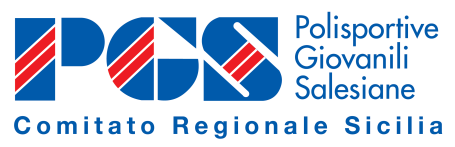 PGS
Polisportive
Giovanili
Salesiane
Comitato Regionale Sicilia